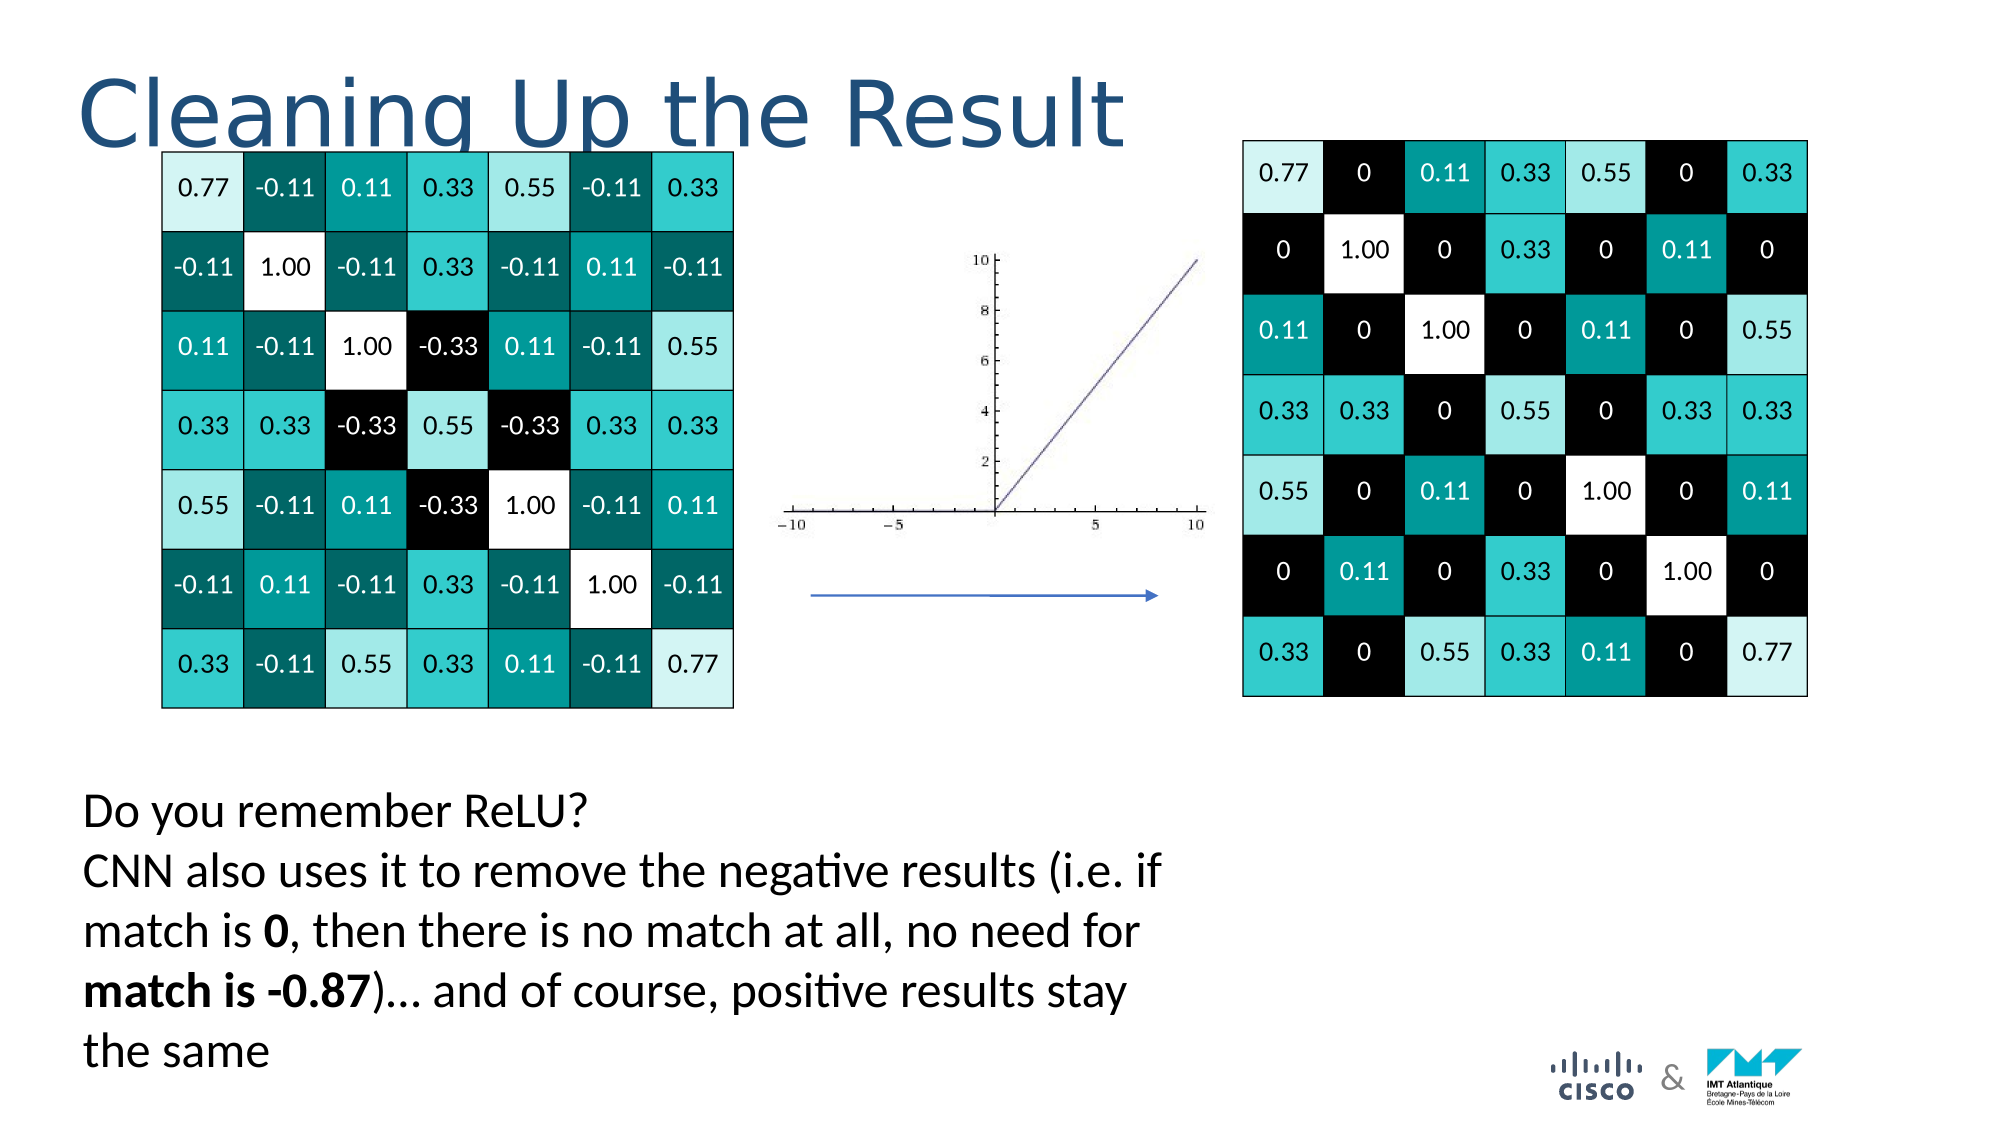 Cleaning Up the Result
0.77 -0.11 0.11 0.33 0.55 -0.11 0.33
-0.11 1.00 -0.11 0.33 -0.11 0.11 -0.11
0.11 -0.11 1.00 -0.33 0.11 -0.11 0.55
0.33 0.33 -0.33 0.55 -0.33 0.33 0.33
0.55 -0.11 0.11 -0.33 1.00 -0.11 0.11
-0.11 0.11 -0.11 0.33 -0.11 1.00 -0.11
0.33 -0.11 0.55 0.33 0.11 -0.11 0.77
10
8
6
4
2
−10 −5 5 10
0.77 0 0.11 0.33 0.55 0 0.33
0 1.00 0 0.33 0 0.11 0
0.11 0 1.00 0 0.11 0 0.55
0.33 0.33 0 0.55 0 0.33 0.33
0.55 0 0.11 0 1.00 0 0.11
0 0.11 0 0.33 0 1.00 0
0.33 0 0.55 0.33 0.11 0 0.77
Do you remember ReLU?
CNN also uses it to remove the negative results (i.e. if
match is 0, then there is no match at all, no need for
match is -0.87)… and of course, positive results stay
the same
CISCO
&
IMT Atlantique
Bretagne-Pays de la Loire
École Mines-Télécom